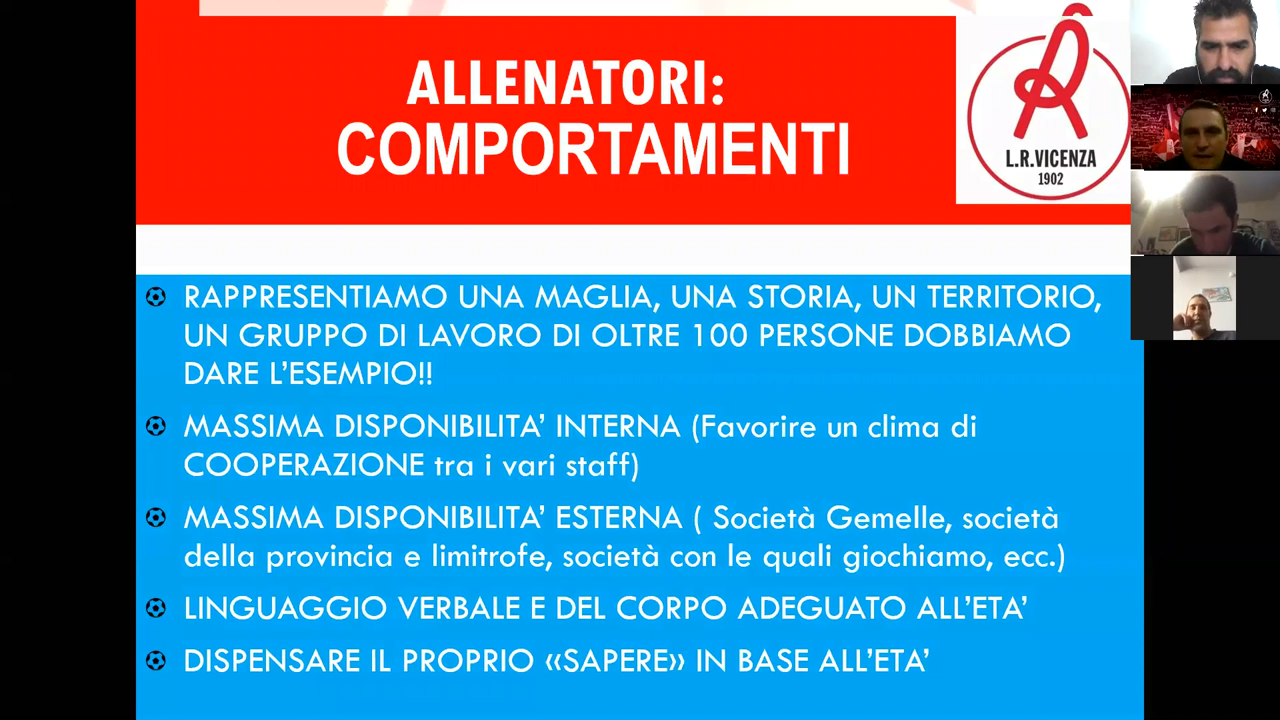 ALLENATORI:
COMPORTAMENTI
L.R.VICENZA
1902
RAPPRESENTIAMO UNA MAGLIA, UNA STORIA, UN TERRITORIO,
UN GRUPPO DI LAVORO DI OLTRE 100 PERSONE DOBBIAMO
DARE L’ESEMPIO!!
MASSIMA DISPONIBILITA’ INTERNA (Favorire un clima di
COOPERAZIONE tra i vari staff)
MASSIMA DISPONIBILITA’ ESTERNA ( Società Gemelle, società
della provincia e limitrofe, società con le quali giochiamo, ecc.)
LINGUAGGIO VERBALE E DEL CORPO ADEGUATO ALL’ETA’
DISPENSARE IL PROPRIO «SAPERE» IN BASE ALL’ETA’